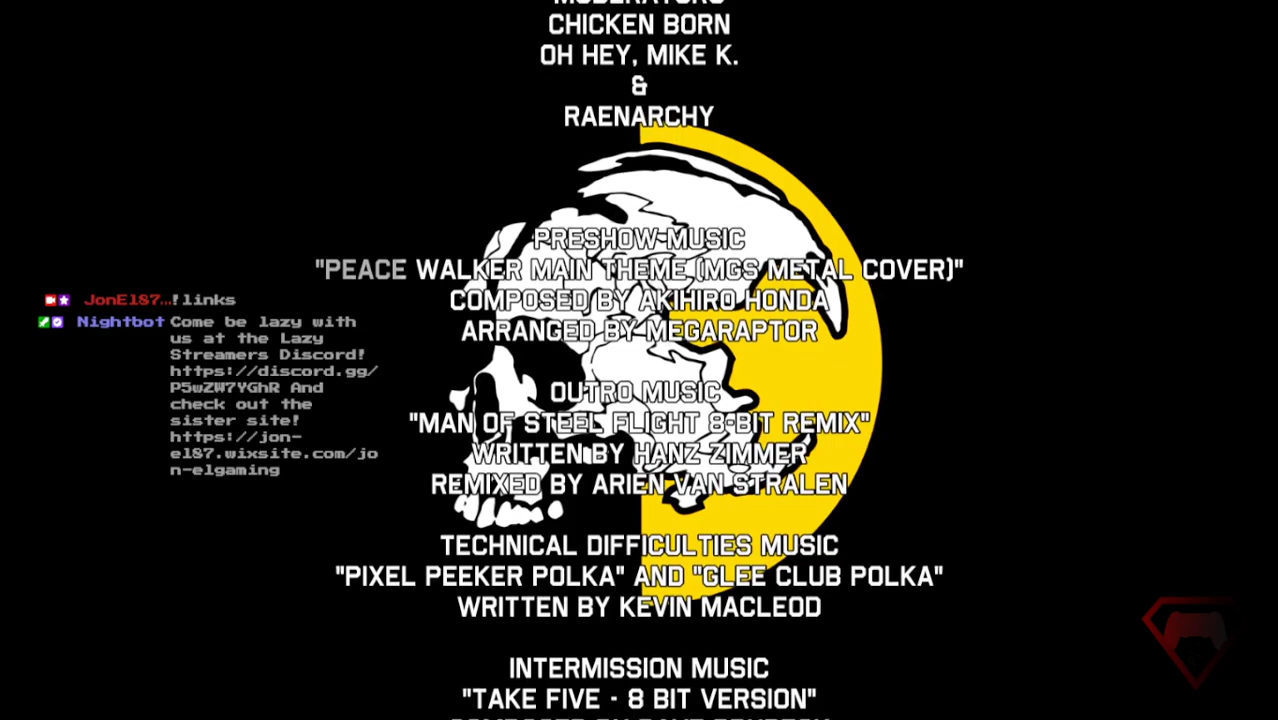 MODERATORS
CHICKEN BORN
OH HEY, MIKE K.
&
RAENARCHY
PRESHOW MUSIC
"PEACE WALKER MAIN THEME (MGS METAL COVER)"
COMPOSED BY AKIHIRO HONDA
ARRANGED BY MEGARAPTOR
OUTRO MUSIC
"MAN OF STEEL FLIGHT 8-BIT REMIX"
WRITTEN BY HANZ ZIMMER
REMIXED BY ARIEN VAN STRALEN
TECHNICAL DIFFICULTIES MUSIC
"PIXEL PEEKER POLKA" AND "GLEE CLUB POLKA"
WRITTEN BY KEVIN MACLEOD
INTERMISSION MUSIC
"TAKE FIVE - 8 BIT VERSION"
JonEl87... !links
Nightbot Come be lazy with
us at the Lazy
Streamers Discord!
https://discord.gg/
P5wZW7YGhR And
check out the
sister site!
https://jon-
el87.wixsite.com/jo
n-elgaming